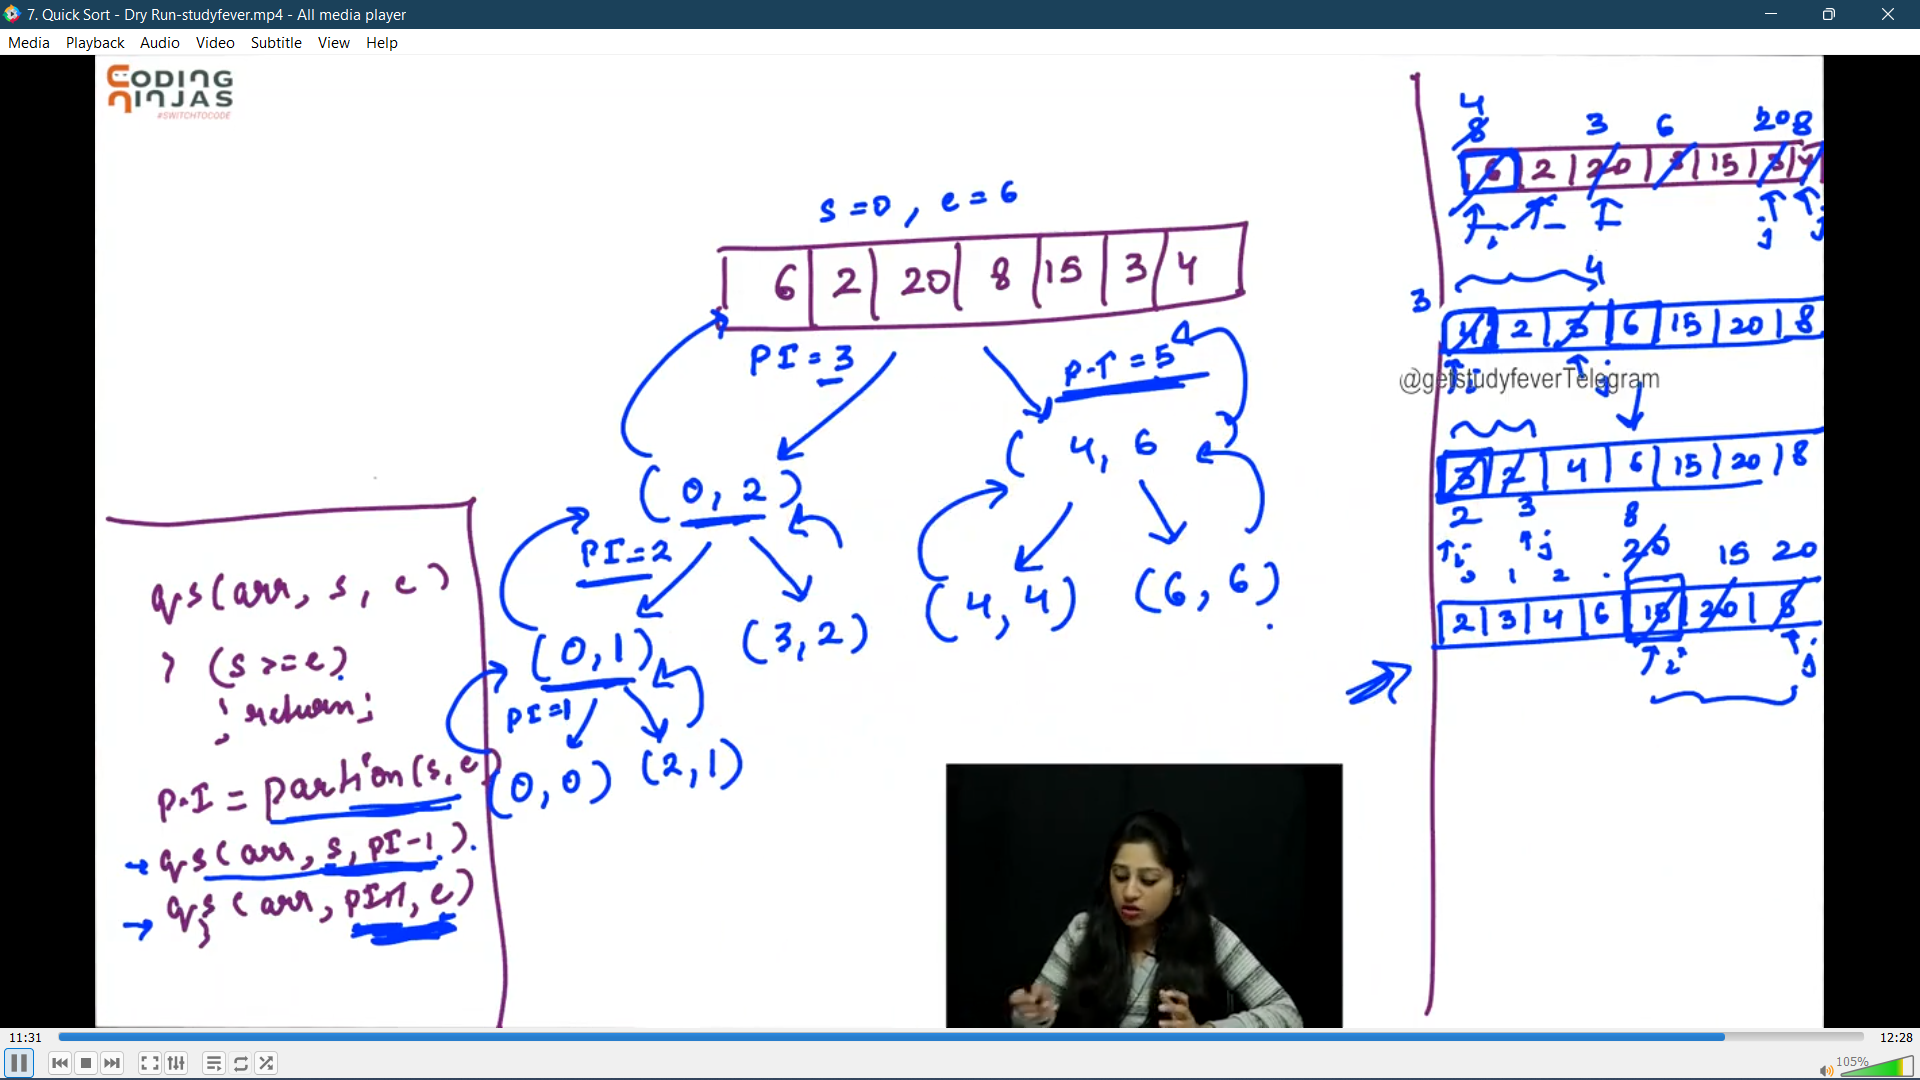 7. Quick Sort - Dry Run-studyfever.mp4 - All media player
Media Playback Audio Video Subtitle View Help
CODING
NINJAS
#SWITCHTOCODE
s=0, e=6
6 2 20 8 15 3 4
PI=3
P.I=5
(0, 2)
(4, 6)
PI=2
(0,1)
(3,2)
(4,4)
(6,6)
PI=1
(0,0)
(2,1)
qs(arr, s, e)
(s>=e)
return;
P.I = partion(s,e)
qs(arr, s, PI-1).
qs(arr, PI+1, e)
4
8 3 6 20 8
6 2 20 8 15 3 4
i j j
4
3
4 2 3 6 15 20 8
i j
@getstudyfeverTelegram
3 2 4 6 15 20 8
2 3
i j
8
20 15 20
0 1 2
2 3 4 6 15 20 8
i j
11:31
12:28
105%